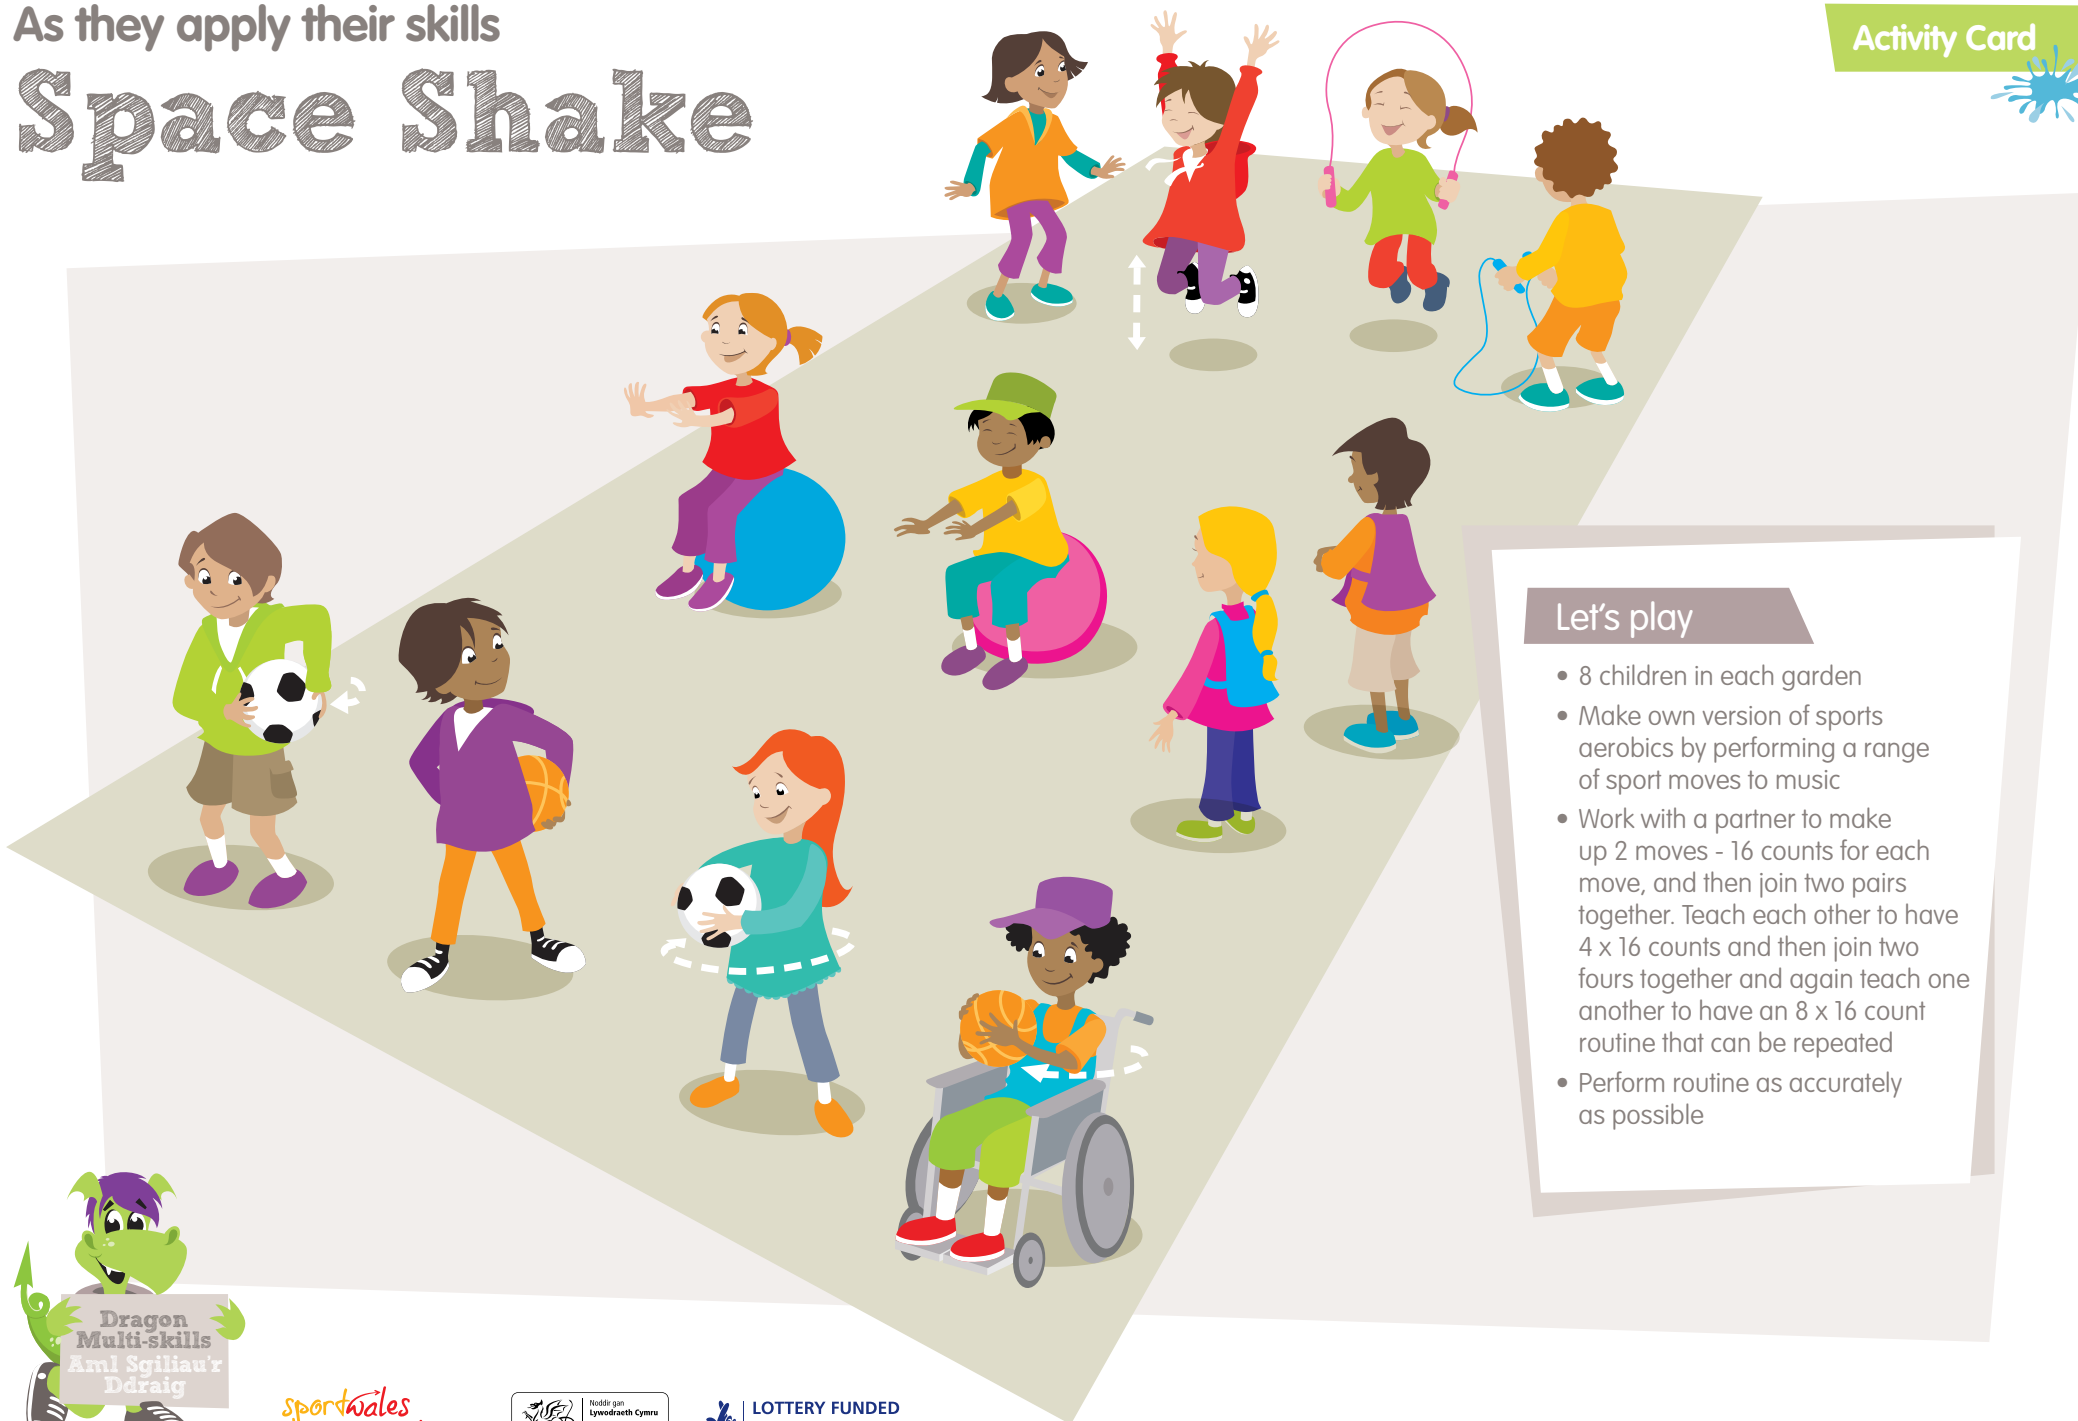 As they apply their skills
Space Shake
Activity Card
Let's play
• 8 children in each garden
• Make own version of sports
aerobics by performing a range
of sport moves to music
• Work with a partner to make
up 2 moves - 16 counts for each
move, and then join two pairs
together. Teach each other to have
4 x 16 counts and then join two
fours together and again teach one
another to have an 8 x 16 count
routine that can be repeated
• Perform routine as accurately
as possible
Dragon
Multi-skills
Aml Sgiliau'r
Ddraig
sportwales
Noddir gan
Lywodraeth Cymru
LOTTERY FUNDED